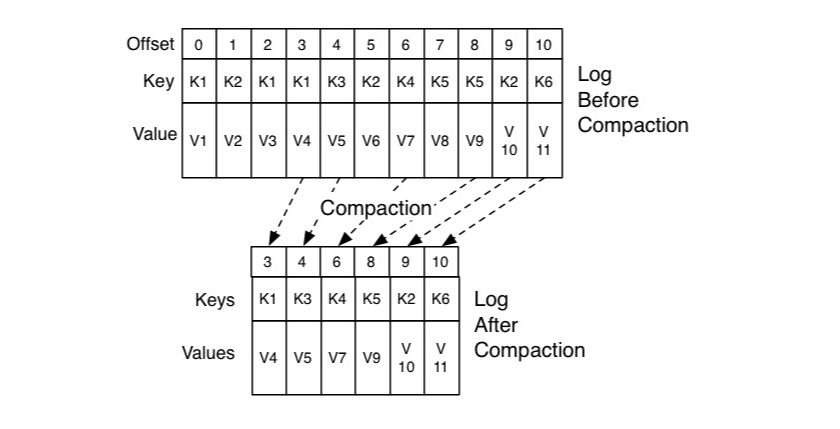 Offset 0 1 2 3 4 5 6 7 8 9 10
Key K1 K2 K1 K1 K3 K2 K4 K5 K5 K2 K6
Value V1 V2 V3 V4 V5 V6 V7 V8 V9 V 10 V 11
Log
Before
Compaction
Compaction
3 4 6 8 9 10
Keys K1 K3 K4 K5 K2 K6
Values V4 V5 V7 V9 V 10 V 11
Log
After
Compaction